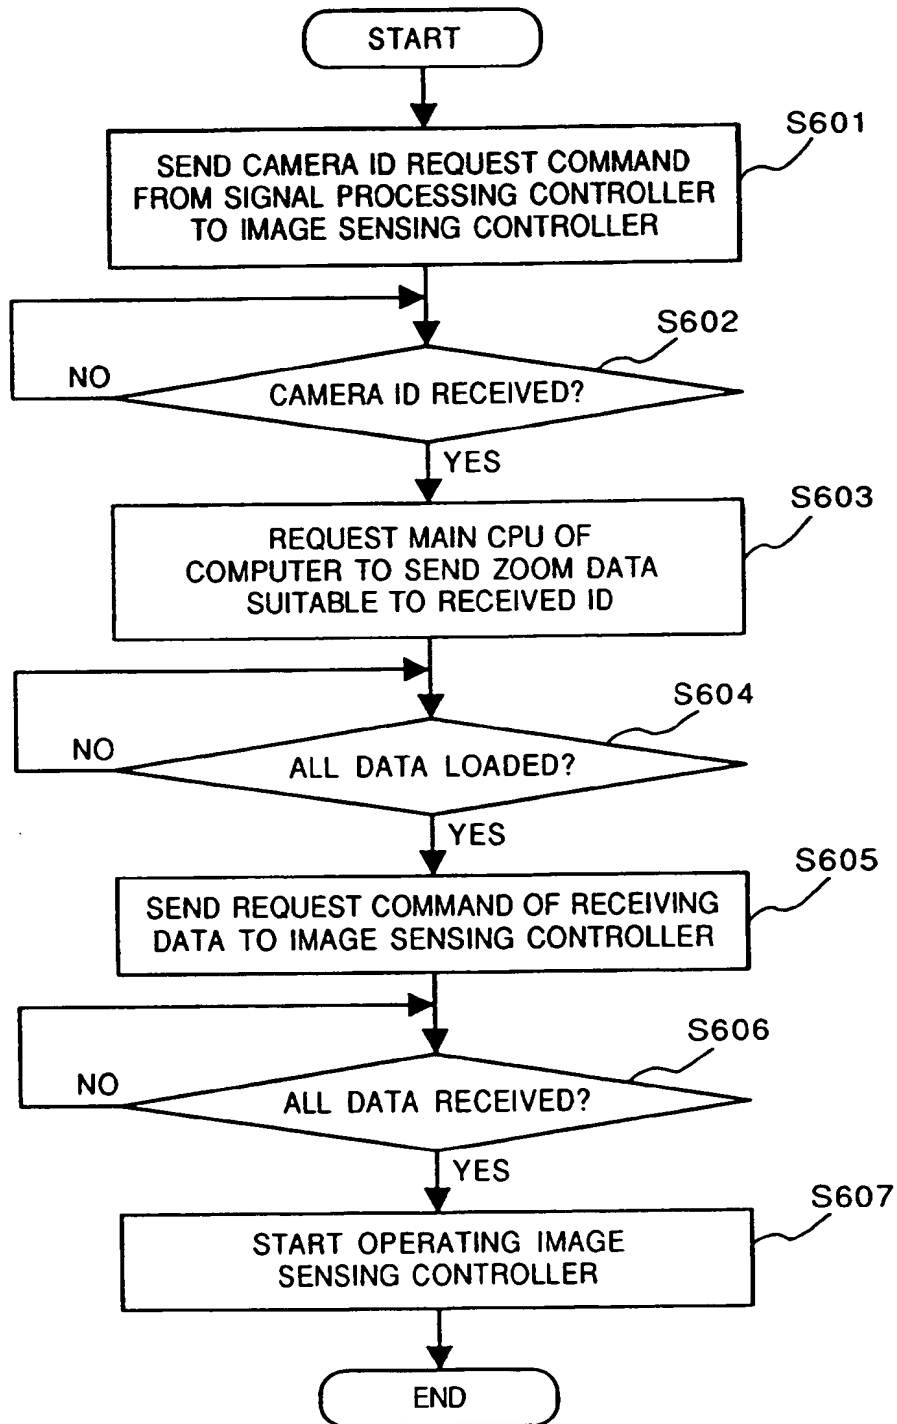 START
S601
SEND CAMERA ID REQUEST COMMAND
FROM SIGNAL PROCESSING CONTROLLER
TO IMAGE SENSING CONTROLLER
S602
NO
CAMERA ID RECEIVED?
YES
S603
REQUEST MAIN CPU OF
COMPUTER TO SEND ZOOM DATA
SUITABLE TO RECEIVED ID
S604
NO
ALL DATA LOADED?
YES
S605
SEND REQUEST COMMAND OF RECEIVING
DATA TO IMAGE SENSING CONTROLLER
S606
NO
ALL DATA RECEIVED?
YES
S607
START OPERATING IMAGE
SENSING CONTROLLER
END